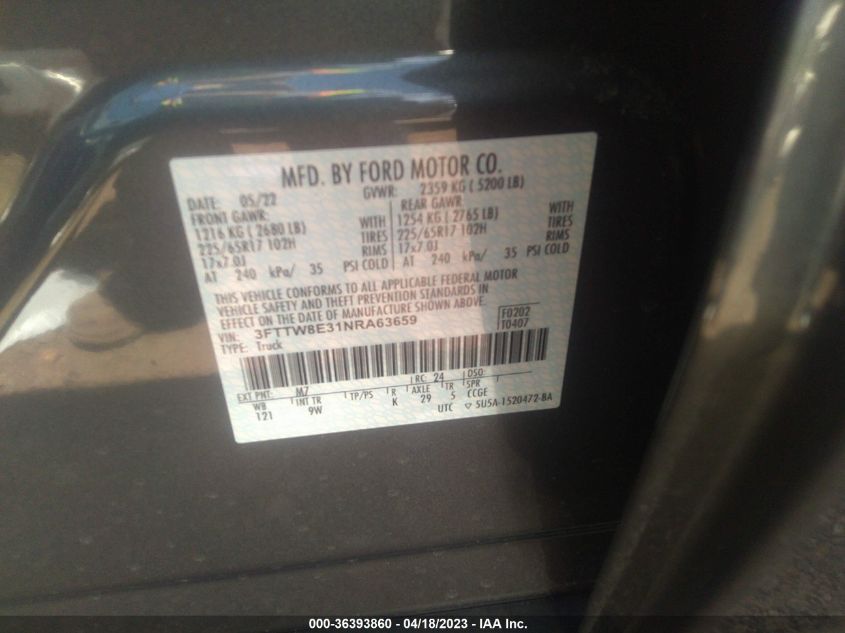 MFD. BY FORD MOTOR CO.
DATE: 05/22 GVWR: 2359 KG ( 5200 LB)
FRONT GAWR: REAR GAWR:
1216 KG ( 2680 LB) WITH 1254 KG ( 2765 LB) WITH
225/65R17 102H TIRES 225/65R17 102H TIRES
17x7.0J RIMS 17x7.0J RIMS
AT 240 kPa/ 35 PSI COLD AT 240 kPa/ 35 PSI COLD
THIS VEHICLE CONFORMS TO ALL APPLICABLE FEDERAL MOTOR
VEHICLE SAFETY AND THEFT PREVENTION STANDARDS IN
EFFECT ON THE DATE OF MANUFACTURE SHOWN ABOVE.
VIN: 3FTTW8E31NRA63659 F0202
TYPE: Truck T0407
EXT PNT: M7 RC: 24 DSO:
WB INT TR TP/PS R AXLE TR SPR
121 9W K 29 5 CCGE
UTC ▽ 5U5A-1520472-BA
000-36393860 - 04/18/2023 - IAA Inc.